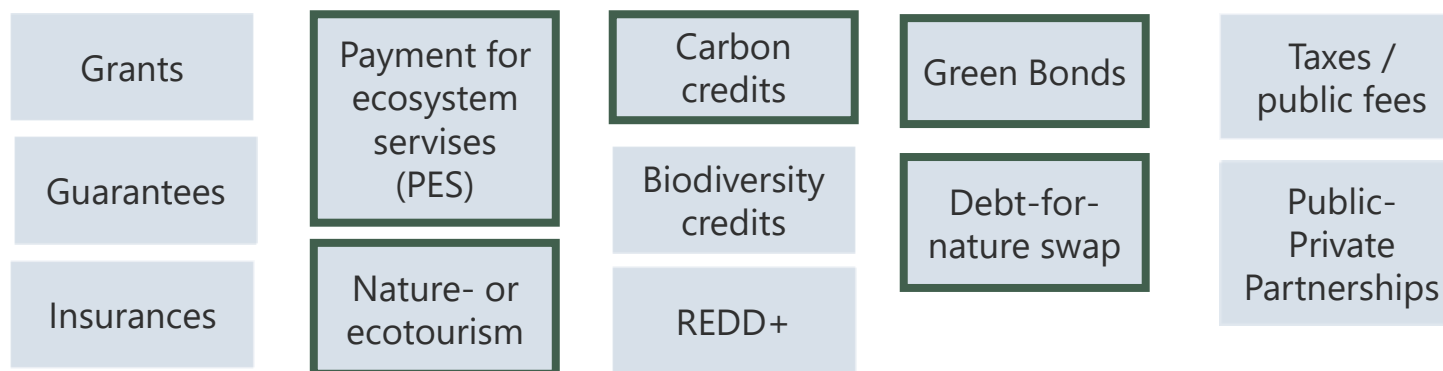 Grants
Guarantees
Insurances
Payment for
ecosystem
servises
(PES)
Nature- or
ecotourism
Carbon
credits
Biodiversity
credits
REDD+
Green Bonds
Debt-for-
nature swap
Taxes /
public fees
Public-
Private
Partnerships